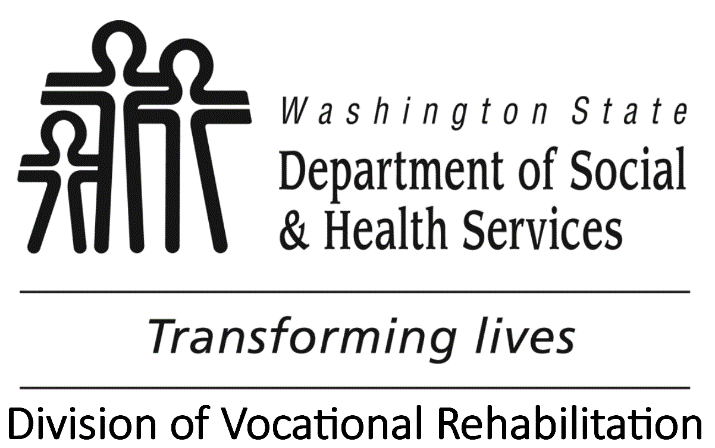 Washington State
Department of Social
& Health Services
Transforming lives
Division of Vocational Rehabilitation